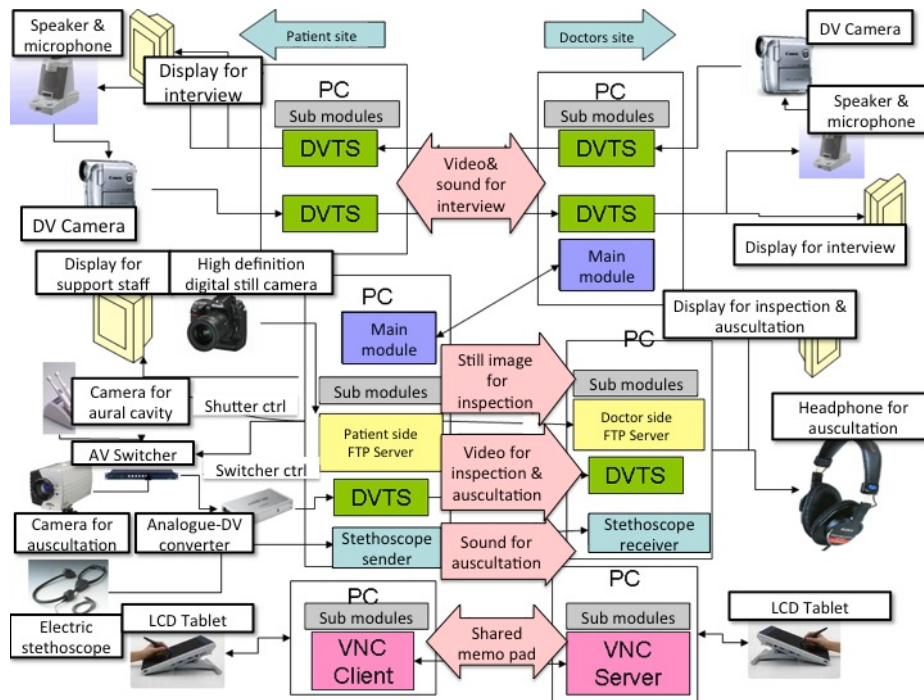 Speaker &
microphone
Patient site
Doctors site
DV Camera
Display for
interview
PC
Sub modules
DVTS
DVTS
PC
Sub modules
DVTS
DVTS
Video&
sound for
interview
Speaker &
microphone
DV Camera
Display for interview
Main
module
Display for
support staff
High definition
digital still camera
PC
Main
module
Display for inspection &
auscultation
PC
Still image
for
inspection
Sub modules
Sub modules
Camera for
aural cavity
Shutter ctrl
Patient side
FTP Server
Doctor side
FTP Server
Headphone for
auscultation
AV Switcher
Switcher ctrl
Video for
inspection &
auscultation
DVTS
DVTS
Camera for
auscultation
Analogue-DV
converter
Stethoscope
sender
Sound for
auscultation
Stethoscope
receiver
Electric
stethoscope
LCD Tablet
PC
Sub modules
VNC
Client
Shared
memo pad
PC
Sub modules
VNC
Server
LCD Tablet